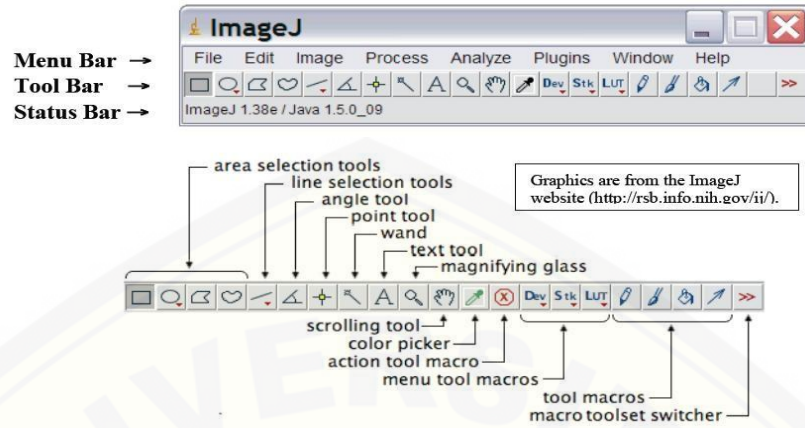 ImageJ
Menu Bar → File Edit Image Process Analyze Plugins Window Help
Tool Bar → Dev Stk LUT >>
Status Bar → ImageJ 1.38e / Java 1.5.0_09
area selection tools
line selection tools
angle tool
point tool
wand
text tool
magnifying glass
Graphics are from the ImageJ
website (http://rsb.info.nih.gov/ij/).
A Dev Stk LUT >>
scrolling tool
color picker
action tool macro
menu tool macros
tool macros
macro toolset switcher